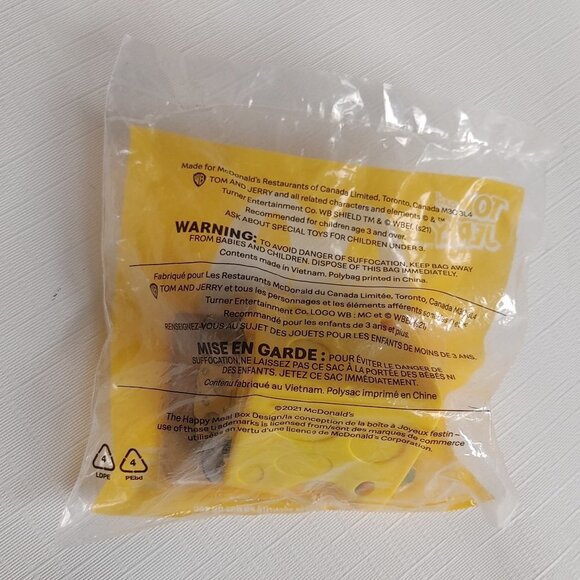 Made for McDonald's Restaurants of Canada Limited, Toronto, Canada M3C 3L4
WB TOM AND JERRY and all related characters and elements © & ™
Turner Entertainment Co. WB SHIELD TM & © WBEI. (s21)
Recommended for children age 3 and over.
ASK ABOUT SPECIAL TOYS FOR CHILDREN UNDER 3.
WARNING: TO AVOID DANGER OF SUFFOCATION, KEEP BAG AWAY
FROM BABIES AND CHILDREN. DISPOSE OF THIS BAG IMMEDIATELY.
Contents made in Vietnam. Polybag printed in China.
Fabriqué pour Les Restaurants McDonald du Canada Limitée, Toronto, Canada M3C 3L4
WB TOM AND JERRY et tous les personnages et les éléments afférents sont
Turner Entertainment Co. LOGO WB : MC et © WBEI. (s21)
Recommandé pour les enfants de 3 ans et plus.
RENSEIGNEZ-VOUS AU SUJET DES JOUETS POUR LES ENFANTS DE MOINS DE 3 ANS.
MISE EN GARDE : POUR ÉVITER LE DANGER DE
SUFFOCATION, NE LAISSEZ PAS CE SAC À LA PORTÉE DES BÉBÉS NI
DES ENFANTS. JETEZ CE SAC IMMÉDIATEMENT.
Contenu fabriqué au Vietnam. Polysac imprimé en Chine
©2021 McDonald's
The Happy Meal Box Design/la conception de la boîte à Joyeux festin –
use of these trademarks is licensed from/sont des marques de commerce
utilisées en vertu d'une licence de McDonald's Corporation.
4
LDPE
4
PEbd